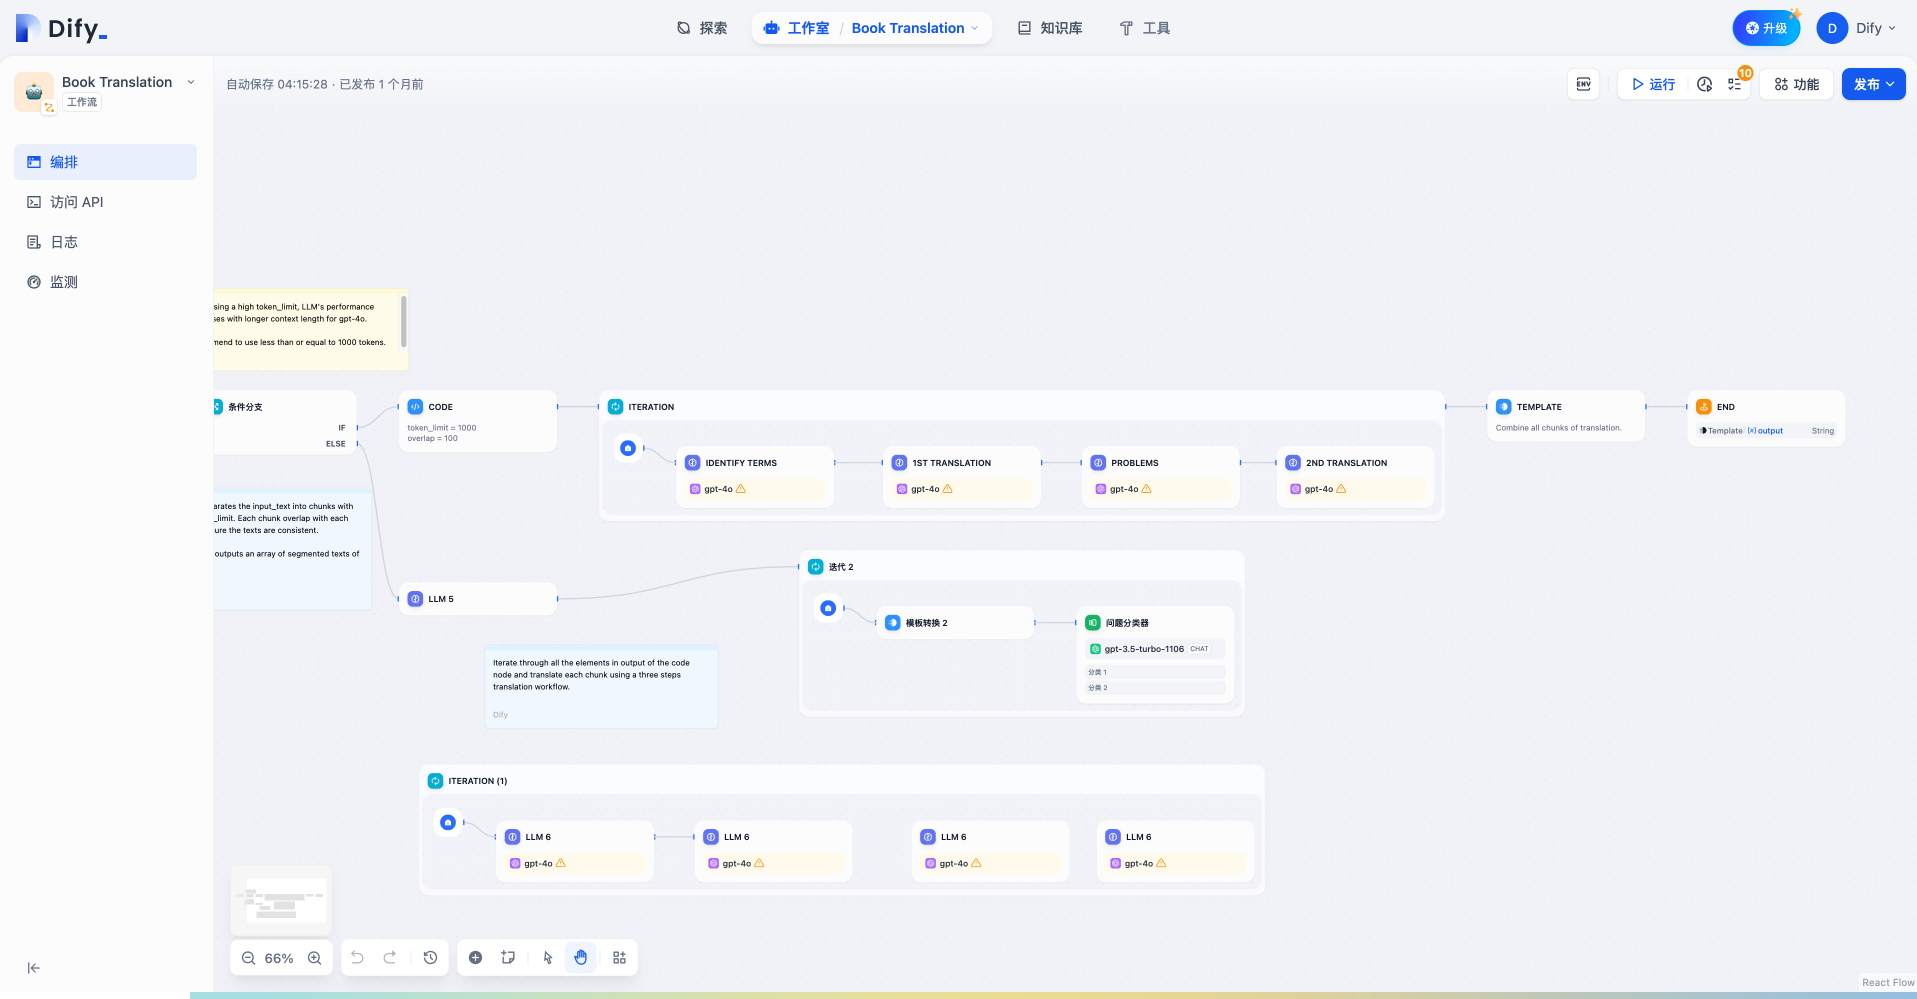 Dify_
探索
工作室 / Book Translation
知识库
工具
升级
D Dify
Book Translation
工作流
自动保存 04:15:28 · 已发布 1 个月前
ENV
运行
10
功能
发布
编排
访问 API
日志
监测
sing a high token_limit, LLM's performance
ses with longer context length for gpt-4o.
mend to use less than or equal to 1000 tokens.
条件分支
IF
ELSE
CODE
token_limit = 1000
overlap = 100
ITERATION
IDENTIFY TERMS
gpt-4o
1ST TRANSLATION
gpt-4o
PROBLEMS
gpt-4o
2ND TRANSLATION
gpt-4o
TEMPLATE
Combine all chunks of translation.
END
Template (x) output String
arates the input_text into chunks with
_limit. Each chunk overlap with each
ure the texts are consistent.
outputs an array of segmented texts of
LLM 5
迭代 2
模板转换 2
问题分类器
gpt-3.5-turbo-1106 CHAT
分类 1
分类 2
Iterate through all the elements in output of the code
node and translate each chunk using a three steps
translation workflow.
Dify
ITERATION (1)
LLM 6
gpt-4o
LLM 6
gpt-4o
LLM 6
gpt-4o
LLM 6
gpt-4o
66%
React Flow